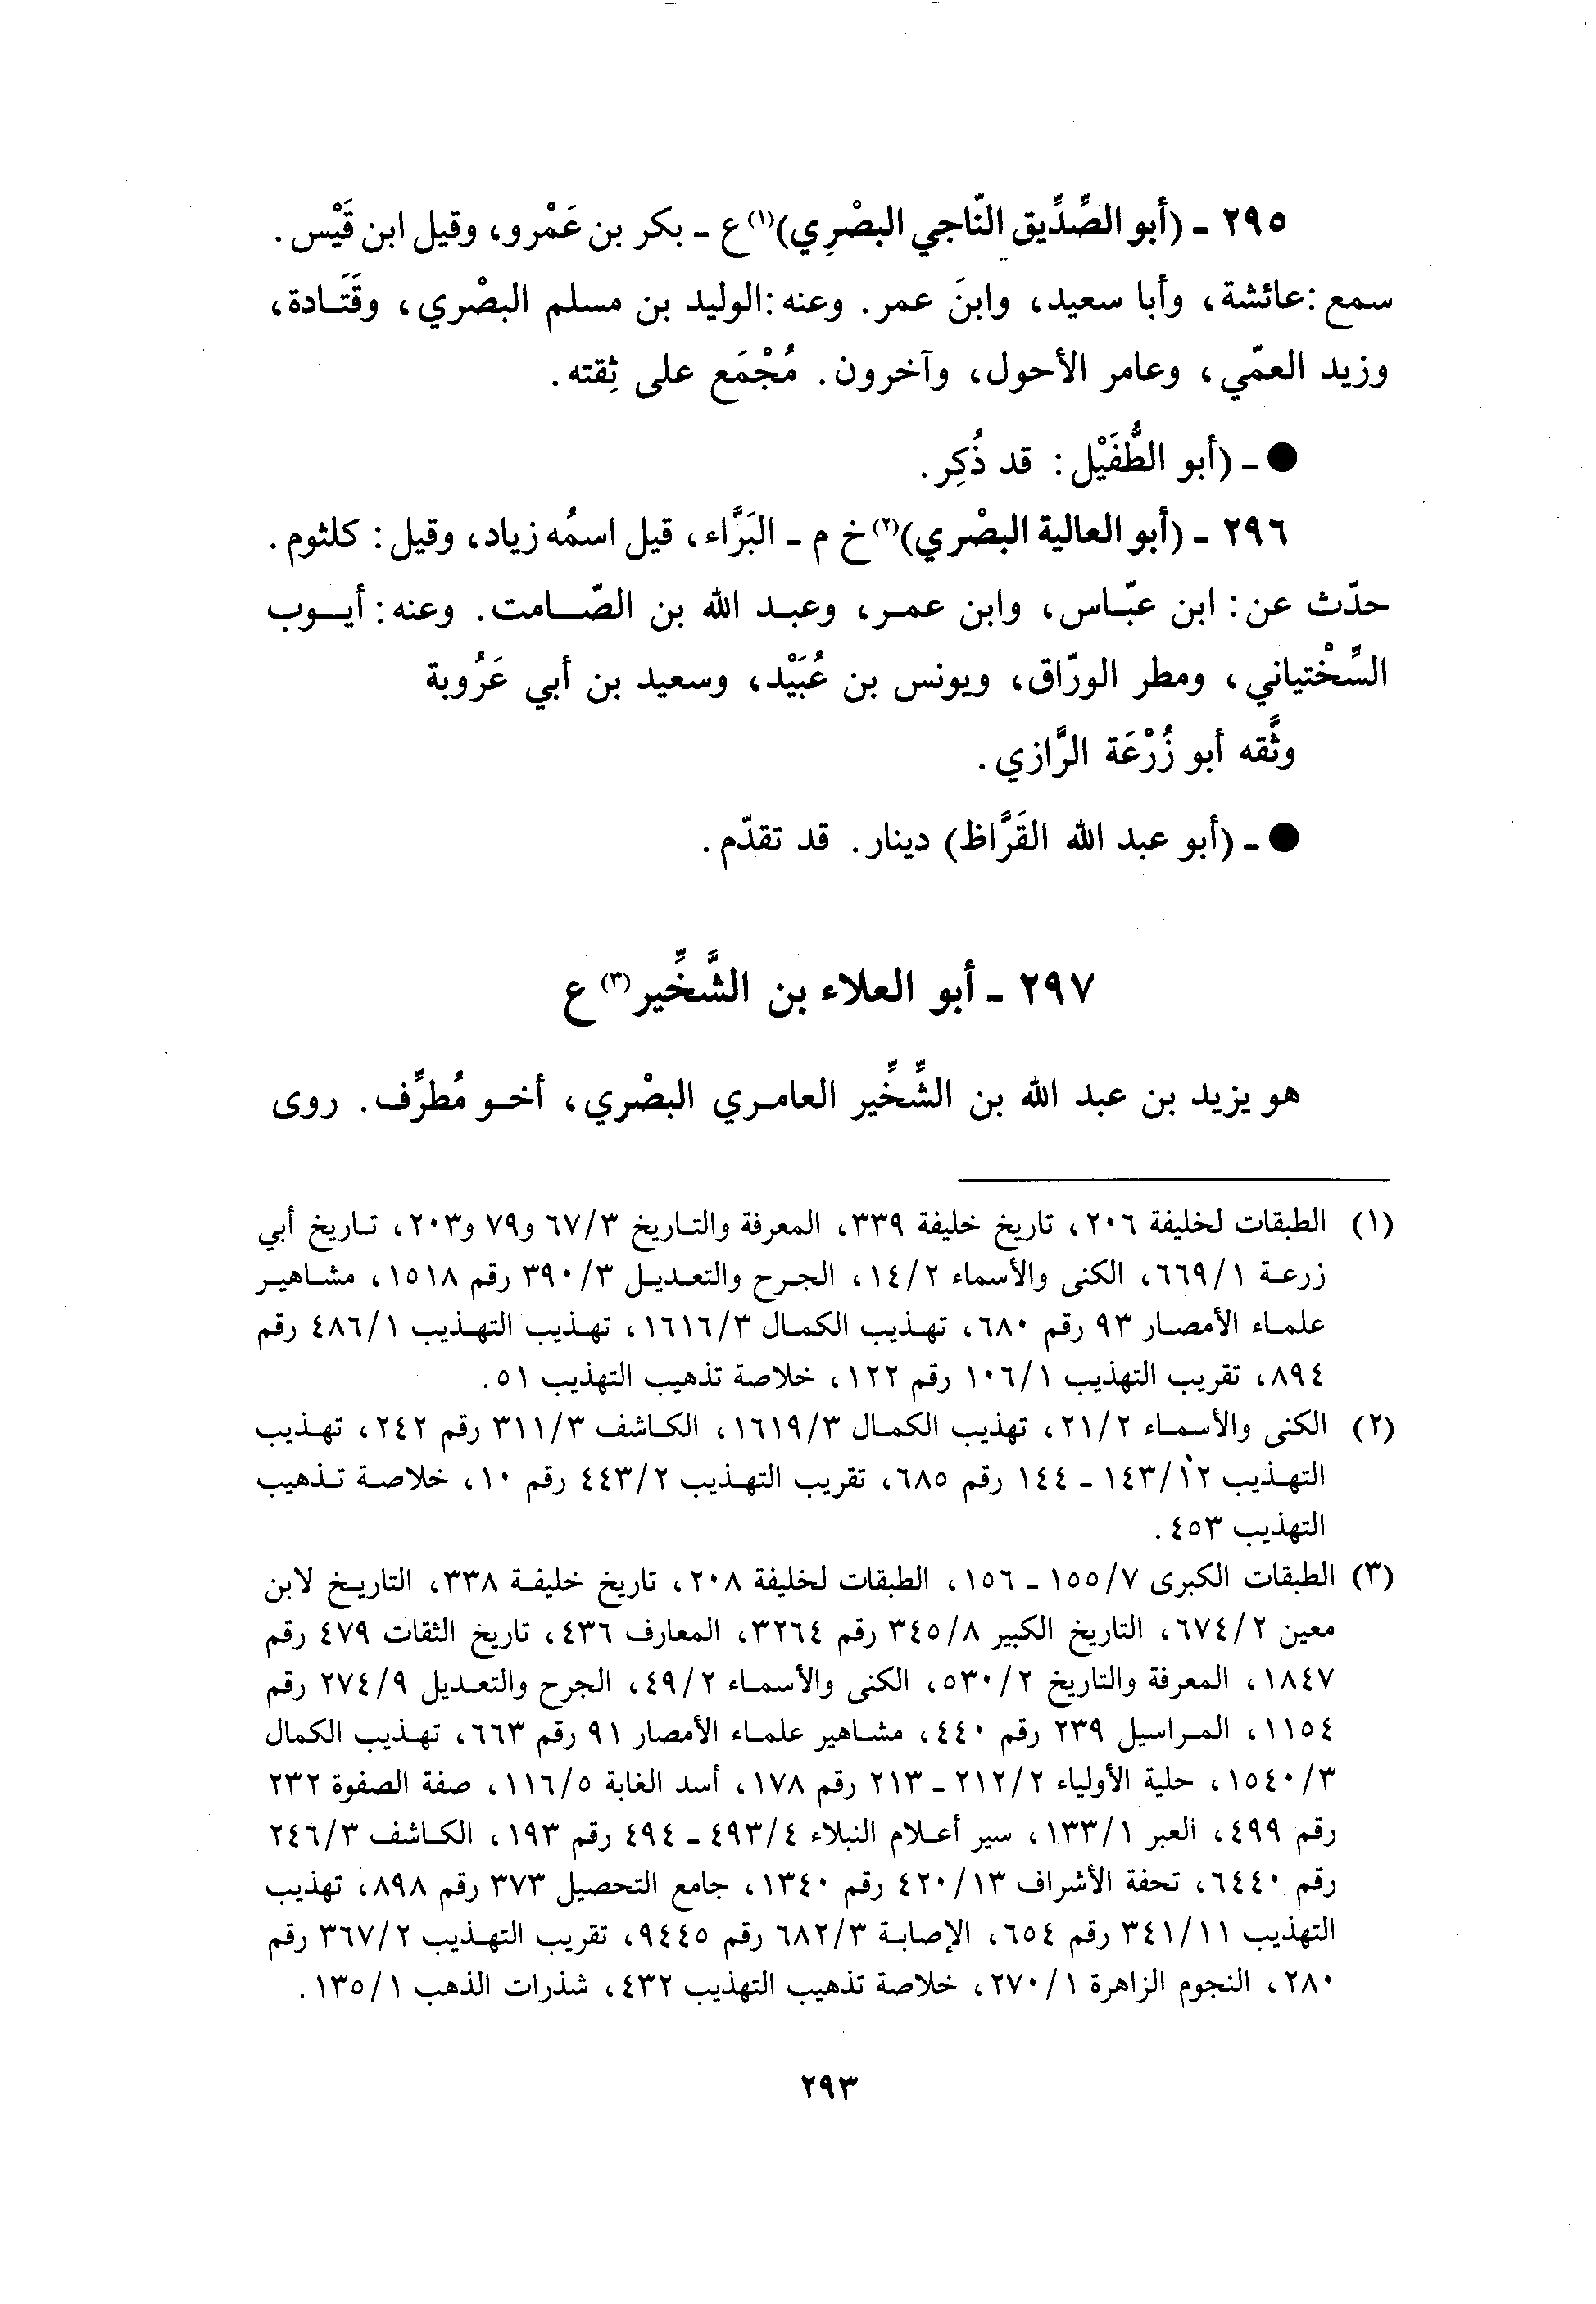 ٢٩٥ - (أبو الصِّدِّيق النّاجي البصْرِي)(١) ع - بكر بن عَمْرو، وقيل ابن قَيْس.
سمع: عائشة، وأبا سعيد، وابنَ عمر. وعنه: الوليد بن مسلم البصْري، وقَتَادة،
وزيد العمّي، وعامر الأحول، وآخرون. مُجْمَع على ثِقته.
● - (أبو الطُّفَيْل: قد ذُكِر.
٢٩٦ - (أبو العالية البصْري)(٢) خ م - البَرَّاء، قيل اسمُه زياد، وقيل: كلثوم.
حدّث عن: ابن عبّاس، وابن عمر، وعبد الله بن الصّامت. وعنه: أيوب
السِّخْتياني، ومطر الورّاق، ويونس بن عُبَيْد، وسعيد بن أبي عَرُوبة
وثَّقه أبو زُرْعَة الرَّازي.
● - (أبو عبد الله القَرَّاظ) دينار. قد تقدّم.
٢٩٧ - أبو العلاء بن الشَّخِّير(٣) ع
هو يزيد بن عبد الله بن الشِّخِّير العامري البصْري، أخو مُطرِّف. روى
(١) الطبقات لخليفة ٢٠٦، تاريخ خليفة ٣٣٩، المعرفة والتاريخ ٦٧/٣ و٧٩ و٢٠٣، تاريخ أبي
زرعة ٦٦٩/١، الكنى والأسماء ١٤/٢، الجرح والتعديل ٣٩٠/٣ رقم ١٥١٨، مشاهير
علماء الأمصار ٩٣ رقم ٦٨٠، تهذيب الكمال ١٦١٦/٣، تهذيب التهذيب ٤٨٦/١ رقم
٨٩٤، تقريب التهذيب ١٠٦/١ رقم ١٢٢، خلاصة تذهيب التهذيب ٥١.
(٢) الكنى والأسماء ٢١/٢، تهذيب الكمال ١٦١٩/٣، الكاشف ٣١١/٣ رقم ٢٤٢، تهذيب
التهذيب ١٤٣/١٢ - ١٤٤ رقم ٦٨٥، تقريب التهذيب ٤٤٣/٢ رقم ١٠، خلاصة تذهيب
التهذيب ٤٥٣.
(٣) الطبقات الكبرى ١٥٥/٧ - ١٥٦، الطبقات لخليفة ٢٠٨، تاريخ خليفة ٣٣٨، التاريخ لابن
معين ٦٧٤/٢، التاريخ الكبير ٣٤٥/٨ رقم ٣٢٦٤، المعارف ٤٣٦، تاريخ الثقات ٤٧٩ رقم
١٨٤٧، المعرفة والتاريخ ٥٣٠/٢، الكنى والأسماء ٤٩/٢، الجرح والتعديل ٢٧٤/٩ رقم
١١٥٤، المراسيل ٢٣٩ رقم ٤٤٠، مشاهير علماء الأمصار ٩١ رقم ٦٦٣، تهذيب الكمال
١٥٤٠/٣، حلية الأولياء ٢١٢/٢ - ٢١٣ رقم ١٧٨، أسد الغابة ١١٦/٥، صفة الصفوة ٢٣٢
رقم ٤٩٩، العبر ١٣٣/١، سير أعلام النبلاء ٤٩٣/٤ - ٤٩٤ رقم ١٩٣، الكاشف ٢٤٦/٣
رقم ٦٤٤٠، تحفة الأشراف ٤٢٠/١٣ رقم ١٣٤٠، جامع التحصيل ٣٧٣ رقم ٨٩٨، تهذيب
التهذيب ٣٤١/١١ رقم ٦٥٤، الإصابة ٦٨٢/٣ رقم ٩٤٤٥، تقريب التهذيب ٣٦٧/٢ رقم
٢٨٠، النجوم الزاهرة ٢٧٠/١، خلاصة تذهيب التهذيب ٤٣٢، شذرات الذهب ١٣٥/١.
٢٩٣